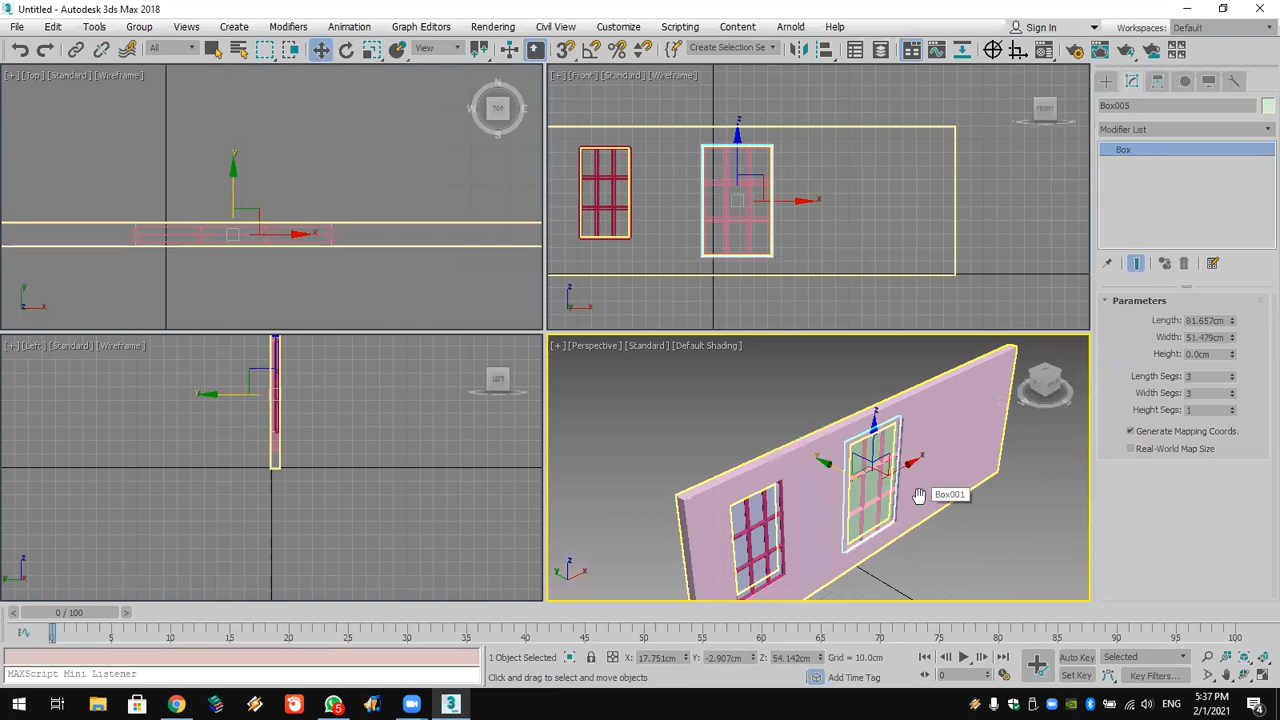 Untitled - Autodesk 3ds Max 2018
File Edit Tools Group Views Create Modifiers Animation Graph Editors Rendering Civil View Customize Scripting Content Arnold Help Sign In Workspaces: Default
All View Create Selection Se
[+] [Top] [Standard] [Wireframe]
N
W TOP E
S
y
x
y
z x
[+] [Front] [Standard] [Wireframe]
FRONT
z
x
z
x
[+] [Left] [Standard] [Wireframe]
LEFT
y
z
y
[+] [Perspective] [Standard] [Default Shading]
z
y x
Box001
z
y x
Box005
Modifier List
Box
Parameters
Length: 81.657cm
Width: 51.479cm
Height: 0.0cm
Length Segs: 3
Width Segs: 3
Height Segs: 1
Generate Mapping Coords.
Real-World Map Size
0 / 100
5 10 15 20 25 30 35 40 45 50 55 60 65 70 75 80 85 90 95 100
1 Object Selected X: 17.751cm Y: -2.907cm Z: 54.142cm Grid = 10.0cm Auto Key Selected
MAXScript Mini Listener Click and drag to select and move objects Add Time Tag 0 Set Key Key Filters...
5
ENG
5:37 PM
2/1/2021
4